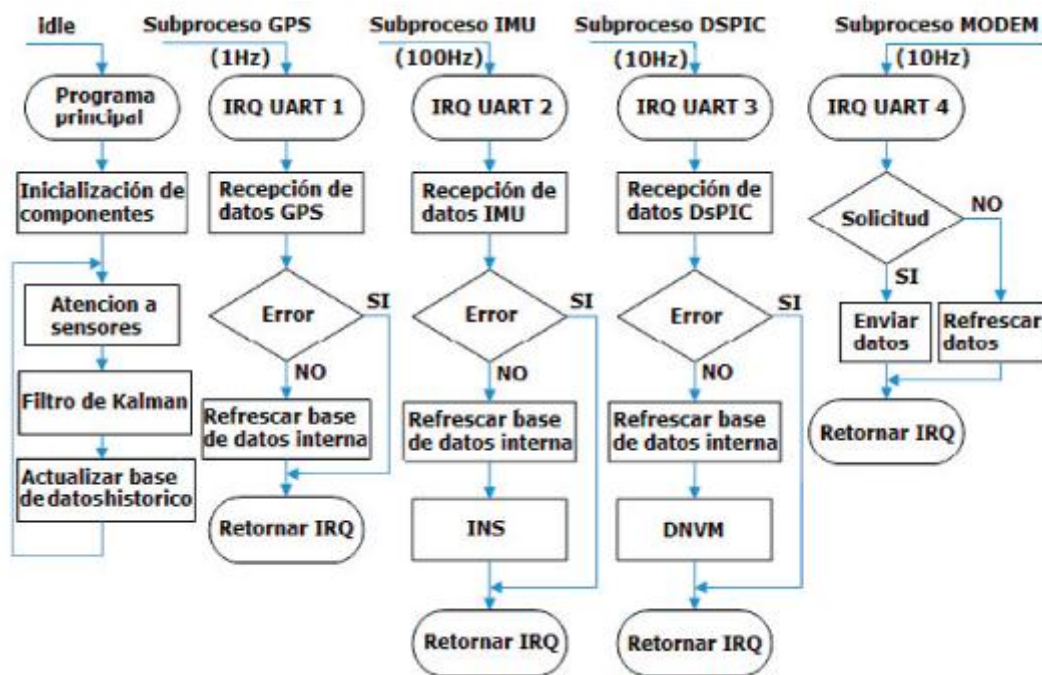 idle
Programa
principal
Inicialización de
componentes
Atencion a
sensores
Filtro de Kalman
Actualizar base
de datoshistorico
Subproceso GPS
(1Hz)
IRQ UART 1
Recepción de
datos GPS
Error
SI
NO
Refrescar base
de datos interna
Retornar IRQ
Subproceso IMU
(100Hz)
IRQ UART 2
Recepción de
datos IMU
Error
SI
NO
Refrescar base
de datos interna
INS
Retornar IRQ
Subproceso DSPIC
(10Hz)
IRQ UART 3
Recepción de
datos DsPIC
Error
SI
NO
Refrescar base
de datos interna
DNVM
Retornar IRQ
Subproceso MODEM
(10Hz)
IRQ UART 4
Solicitud
NO
SI
Enviar
datos
Refrescar
datos
Retornar IRQ